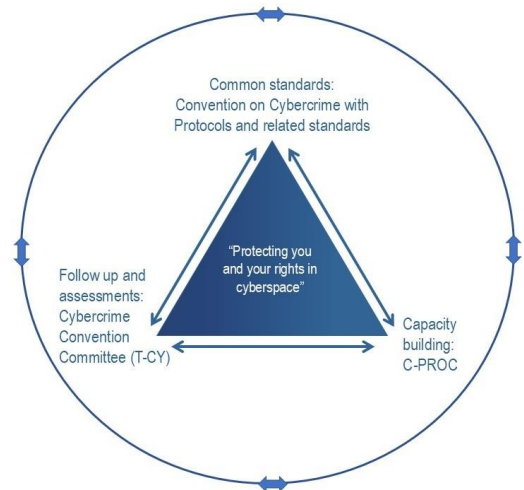 Common standards:
Convention on Cybercrime with
Protocols and related standards
“Protecting you
and your rights in
cyberspace”
Follow up and
assessments:
Cybercrime
Convention
Committee (T-CY)
Capacity
building:
C-PROC